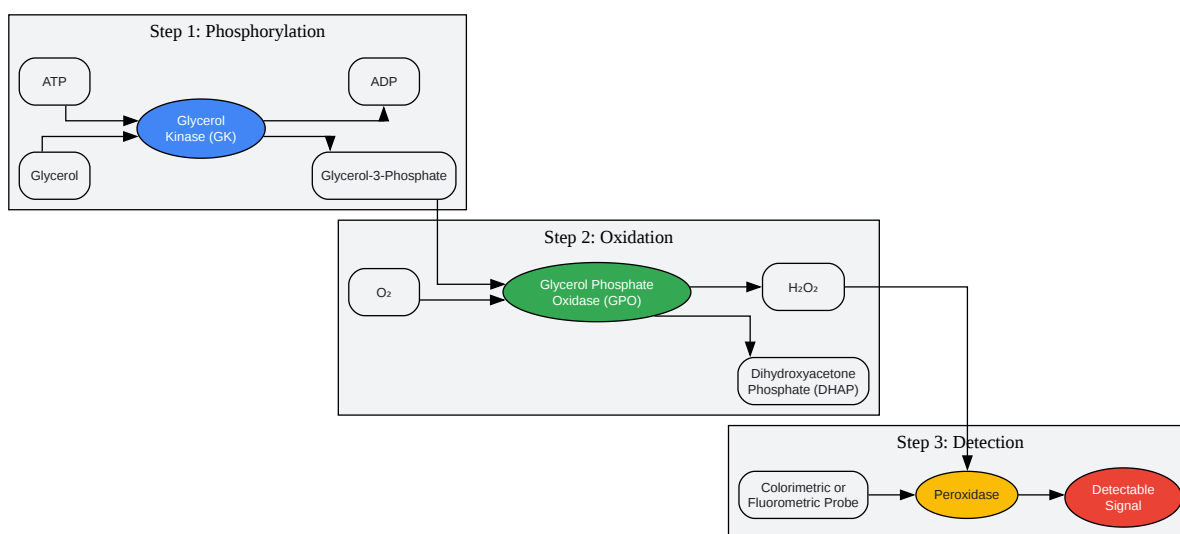 Step 1: Phosphorylation
ATP
ADP
Glycerol
Kinase (GK)
Glycerol
Glycerol-3-Phosphate
Step 2: Oxidation
O₂
Glycerol Phosphate
Oxidase (GPO)
H₂O₂
Dihydroxyacetone
Phosphate (DHAP)
Step 3: Detection
Colorimetric or
Fluorometric Probe
Peroxidase
Detectable
Signal